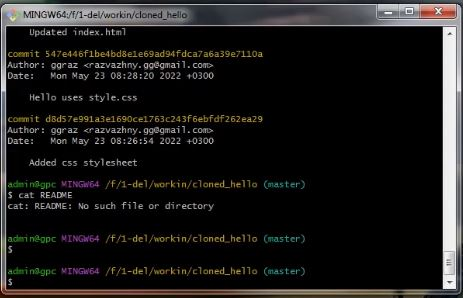 MINGW64:/f/1-del/workin/cloned_hello
Updated index.html
commit 547e446f1be4bd8e1e69ad94fdca7a6a39e7110a
Author: ggraz <razvazhny.gg@gmail.com>
Date:   Mon May 23 08:28:20 2022 +0300
Hello uses style.css
commit d8d57e991a3e1690ce1763c243f6ebfdf262ea29
Author: ggraz <razvazhny.gg@gmail.com>
Date:   Mon May 23 08:26:54 2022 +0300
Added css stylesheet
admin@gpc MINGW64 /f/1-del/workin/cloned_hello (master)
$ cat README
cat: README: No such file or directory
admin@gpc MINGW64 /f/1-del/workin/cloned_hello (master)
$
admin@gpc MINGW64 /f/1-del/workin/cloned_hello (master)
$